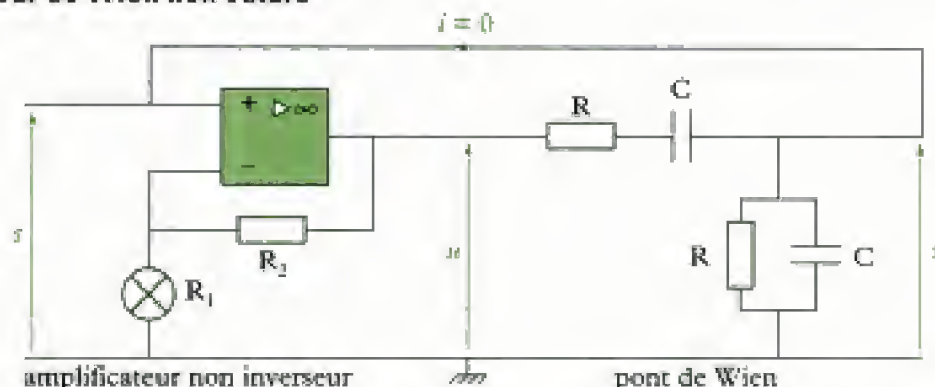 i = 0
+ ▷∞
−
R C
s
R₂
u
R C
R₁
amplificateur non inverseur pont de Wien